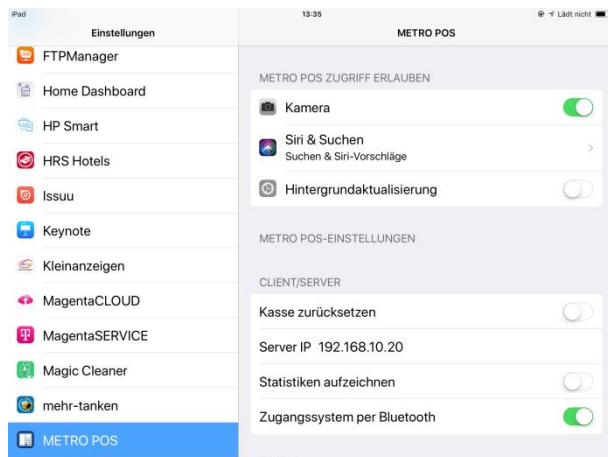 iPad
13:35
Lädt nicht
Einstellungen
METRO POS
FTPManager
Home Dashboard
HP Smart
HRS Hotels
Issuu
Keynote
Kleinanzeigen
MagentaCLOUD
MagentaSERVICE
Magic Cleaner
mehr-tanken
METRO POS
METRO POS ZUGRIFF ERLAUBEN
Kamera
Siri & Suchen
Suchen & Siri-Vorschläge
Hintergrundaktualisierung
METRO POS-EINSTELLUNGEN
CLIENT/SERVER
Kasse zurücksetzen
Server IP 192.168.10.20
Statistiken aufzeichnen
Zugangssystem per Bluetooth